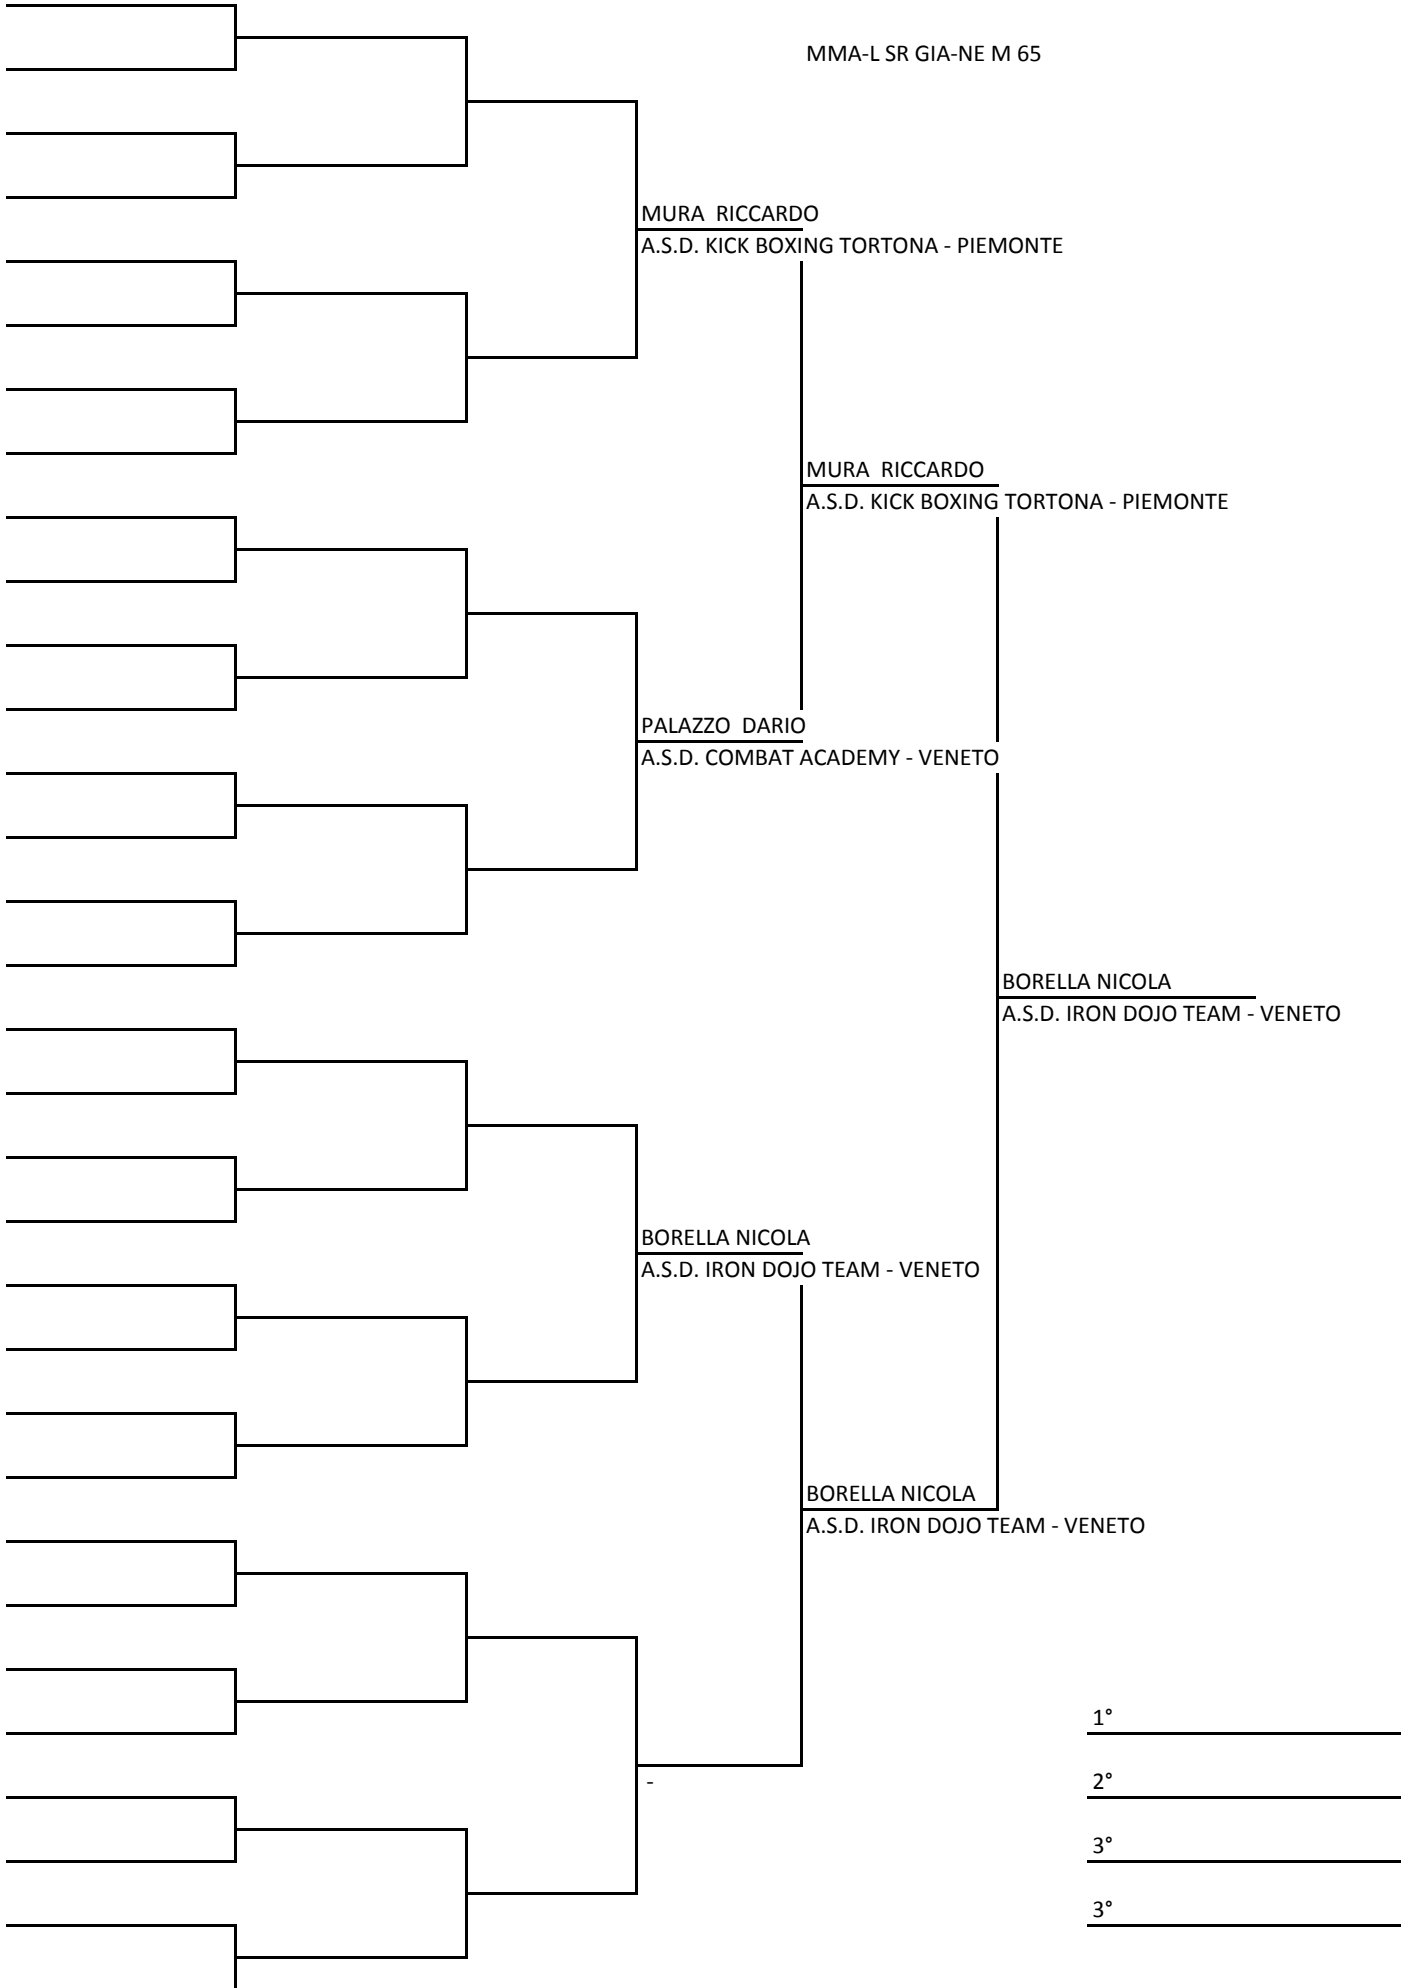 MMA-L SR GIA-NE M 65
MURA  RICCARDO
A.S.D. KICK BOXING TORTONA - PIEMONTE
MURA  RICCARDO
A.S.D. KICK BOXING TORTONA - PIEMONTE
PALAZZO  DARIO
A.S.D. COMBAT ACADEMY - VENETO
BORELLA NICOLA
A.S.D. IRON DOJO TEAM - VENETO
BORELLA NICOLA
A.S.D. IRON DOJO TEAM - VENETO
BORELLA NICOLA
A.S.D. IRON DOJO TEAM - VENETO
1°
-
2°
3°
3°